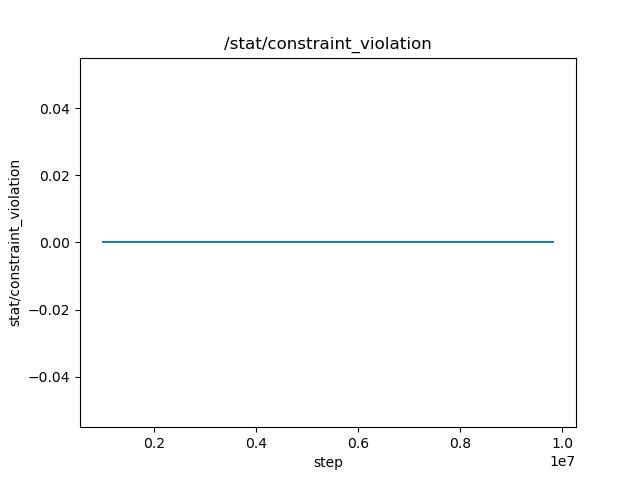 /stat/constraint_violation
stat/constraint_violation
0.04
0.02
0.00
−0.02
−0.04
0.2
0.4
0.6
0.8
1.0
1e7
step